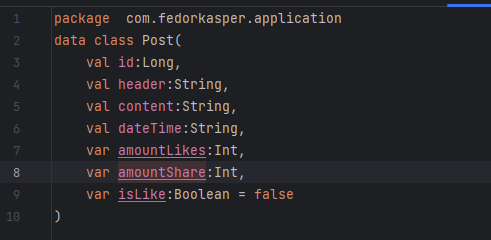 1 package  com.fedorkasper.application
2 data class Post(
3 val id:Long,
4 val header:String,
5 val content:String,
6 val dateTime:String,
7 var amountLikes:Int,
8 var amountShare:Int,
9 var isLike:Boolean = false
10 )